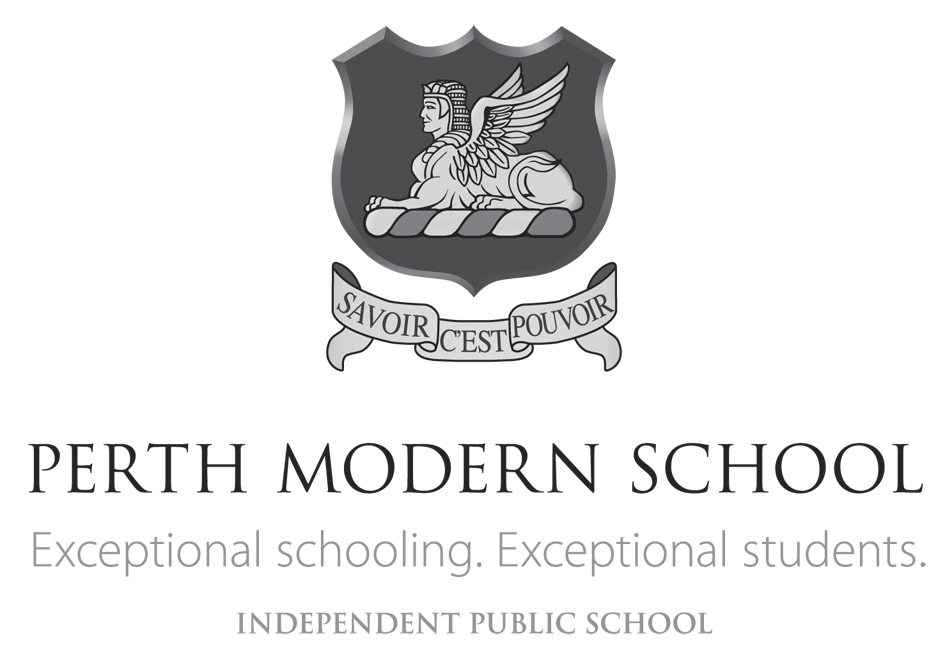 SAVOIR C'EST POUVOIR
PERTH MODERN SCHOOL
Exceptional schooling. Exceptional students.
INDEPENDENT PUBLIC SCHOOL